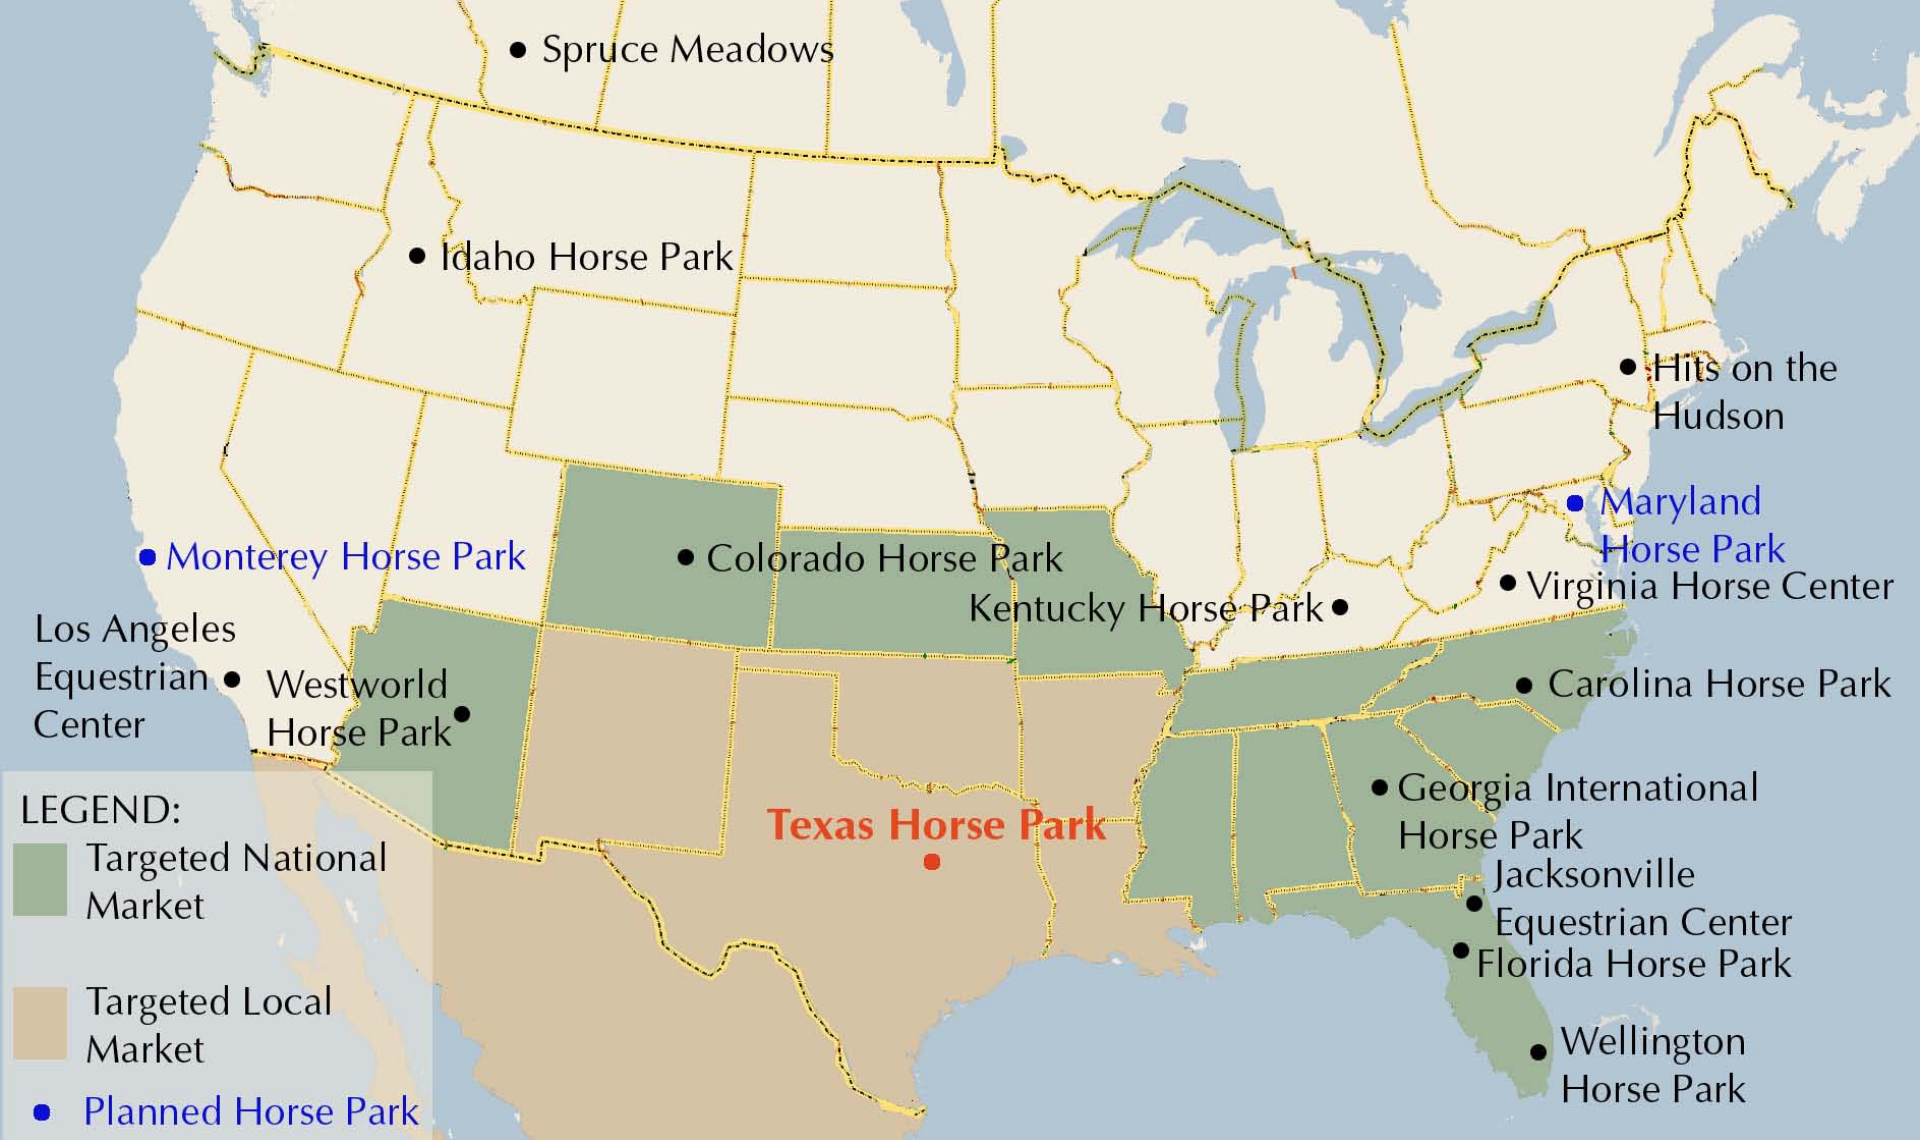 Spruce Meadows
Idaho Horse Park
Hits on the
Hudson
Maryland
Horse Park
Monterey Horse Park
Colorado Horse Park
Virginia Horse Center
Kentucky Horse Park
Los Angeles
Equestrian
Center
Westworld
Horse Park
Carolina Horse Park
Georgia International
Horse Park
Texas Horse Park
Jacksonville
Equestrian Center
Florida Horse Park
Wellington
Horse Park
LEGEND:
Targeted National
Market
Targeted Local
Market
Planned Horse Park